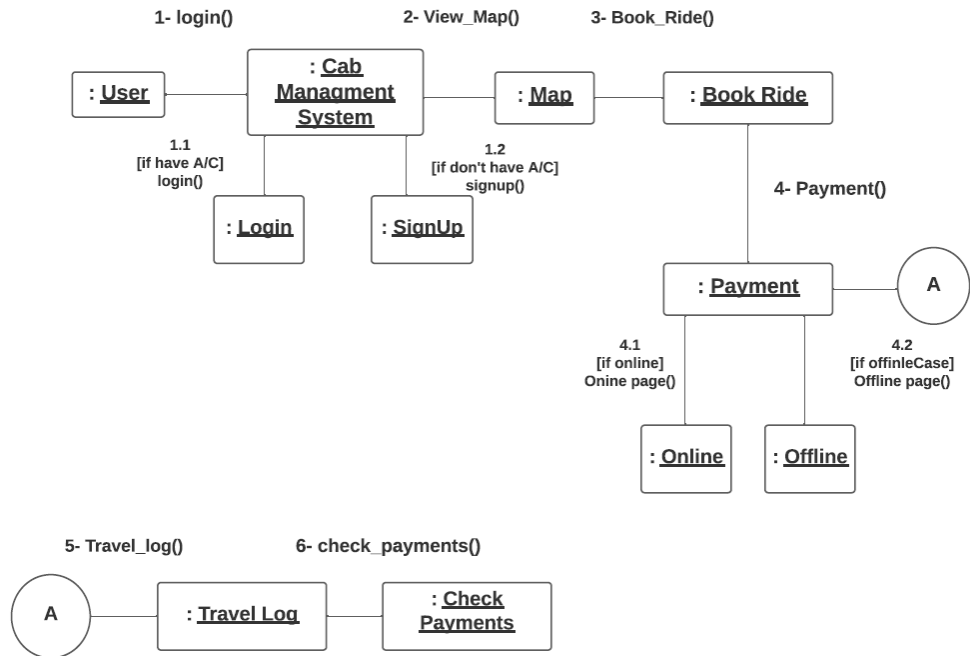 1- login()
2- View_Map()
3- Book_Ride()
: User
: Cab
Managment
System
: Map
: Book Ride
1.1
[if have A/C]
login()
1.2
[if don't have A/C]
signup()
4- Payment()
: Login
: SignUp
: Payment
A
4.1
[if online]
Onine page()
4.2
[if offinleCase]
Offline page()
: Online
: Offline
5- Travel_log()
6- check_payments()
A
: Travel Log
: Check
Payments